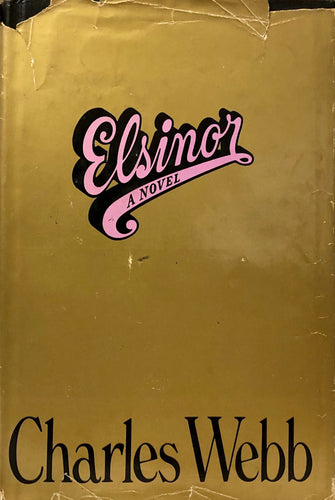 Elsinor
A NOVEL
Charles Webb